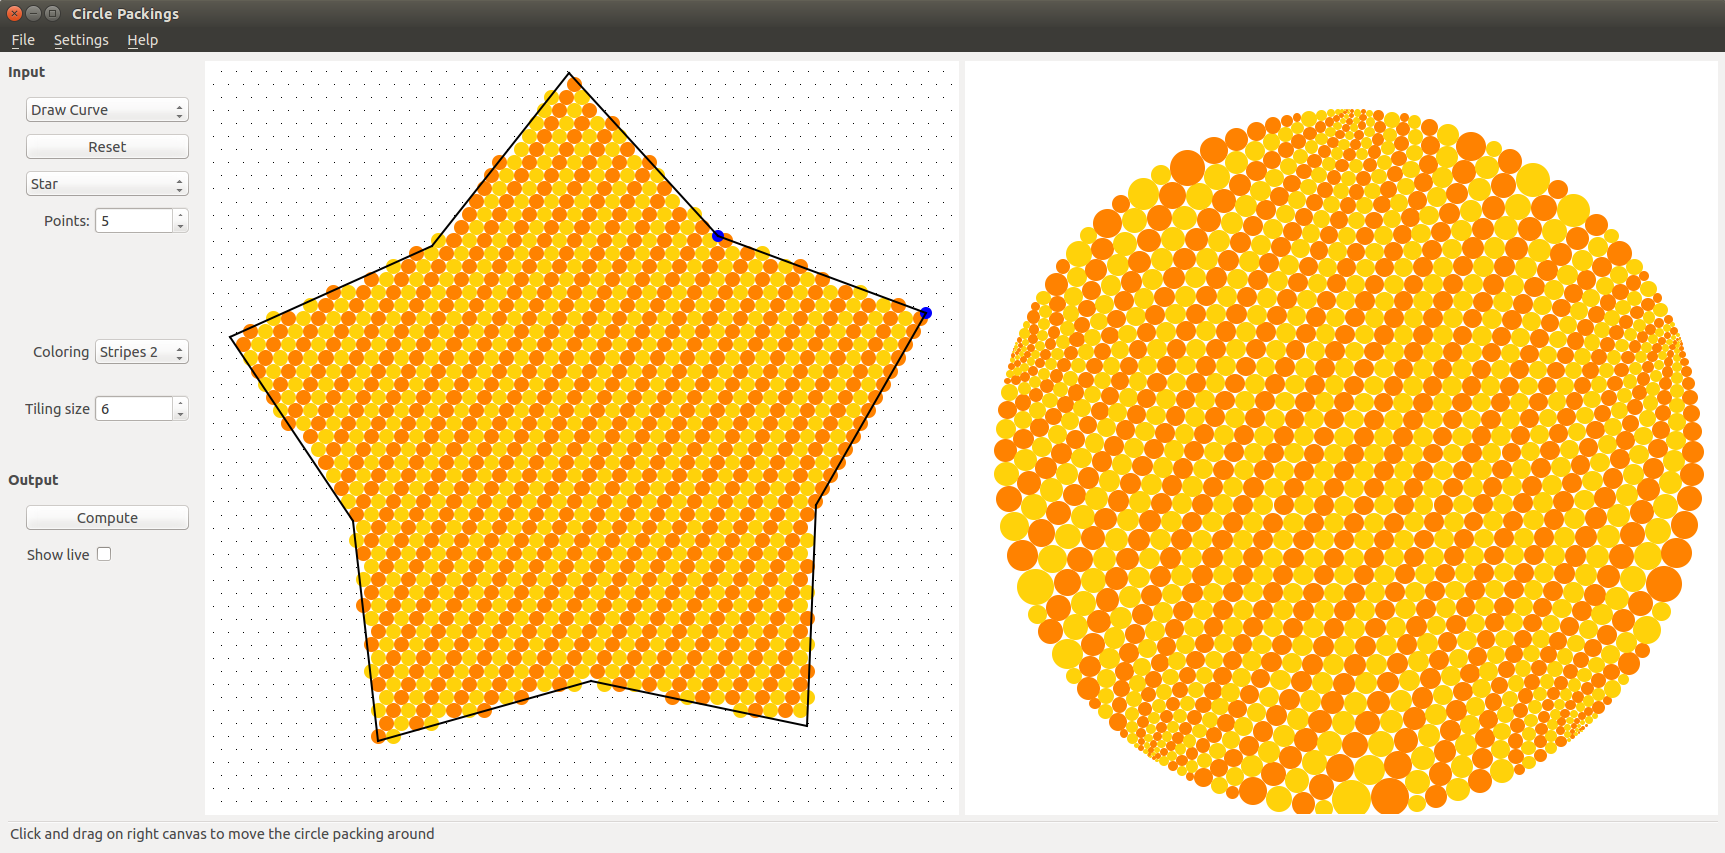 Circle Packings
File Settings Help
Input
Draw Curve
Reset
Star
Points: 5
Coloring Stripes 2
Tiling size 6
Output
Compute
Show live
Click and drag on right canvas to move the circle packing around